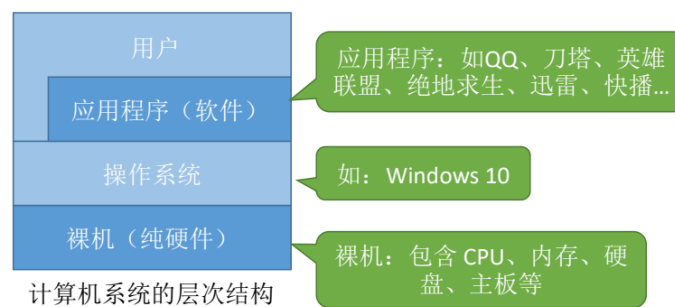 用户
应用程序（软件）
操作系统
裸机（纯硬件）
计算机系统的层次结构
应用程序：如QQ、刀塔、英雄
联盟、绝地求生、迅雷、快播...
如：Windows 10
裸机：包含 CPU、内存、硬
盘、主板等